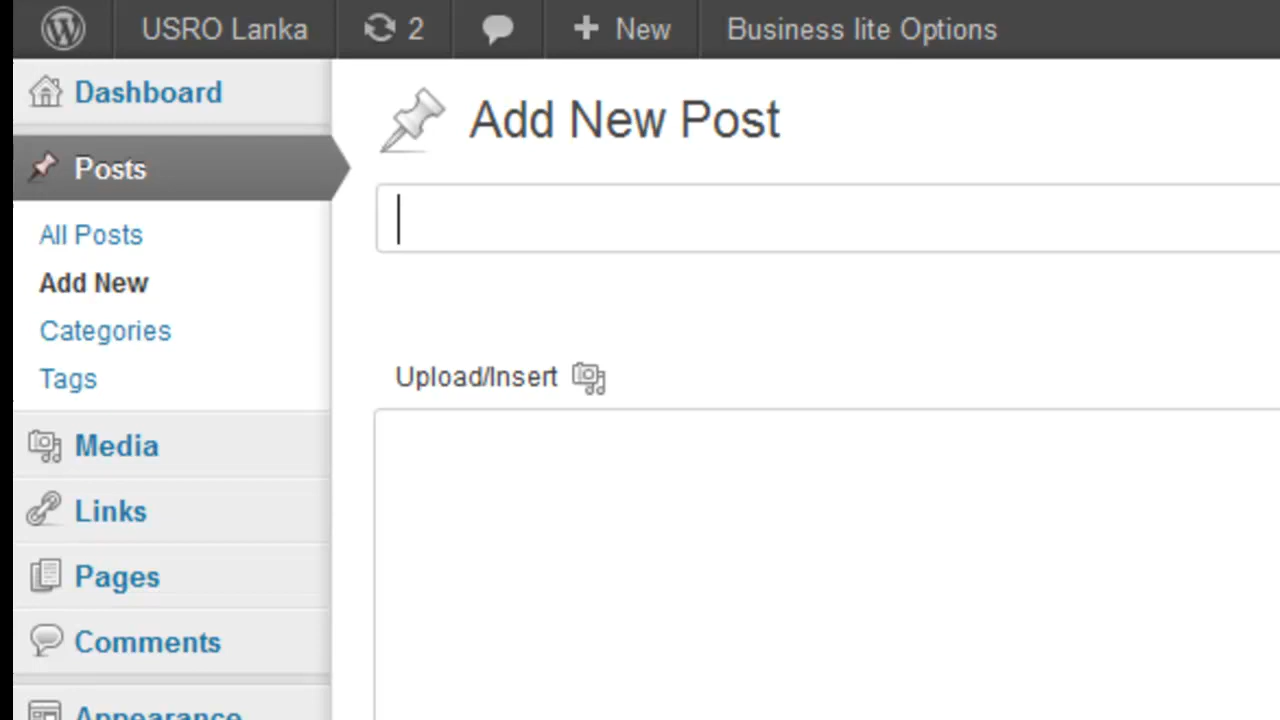 USRO Lanka 2 New Business lite Options
Dashboard
Add New Post
Posts
All Posts
Add New
Categories
Tags
Upload/Insert
Media
Links
Pages
Comments
Appearance